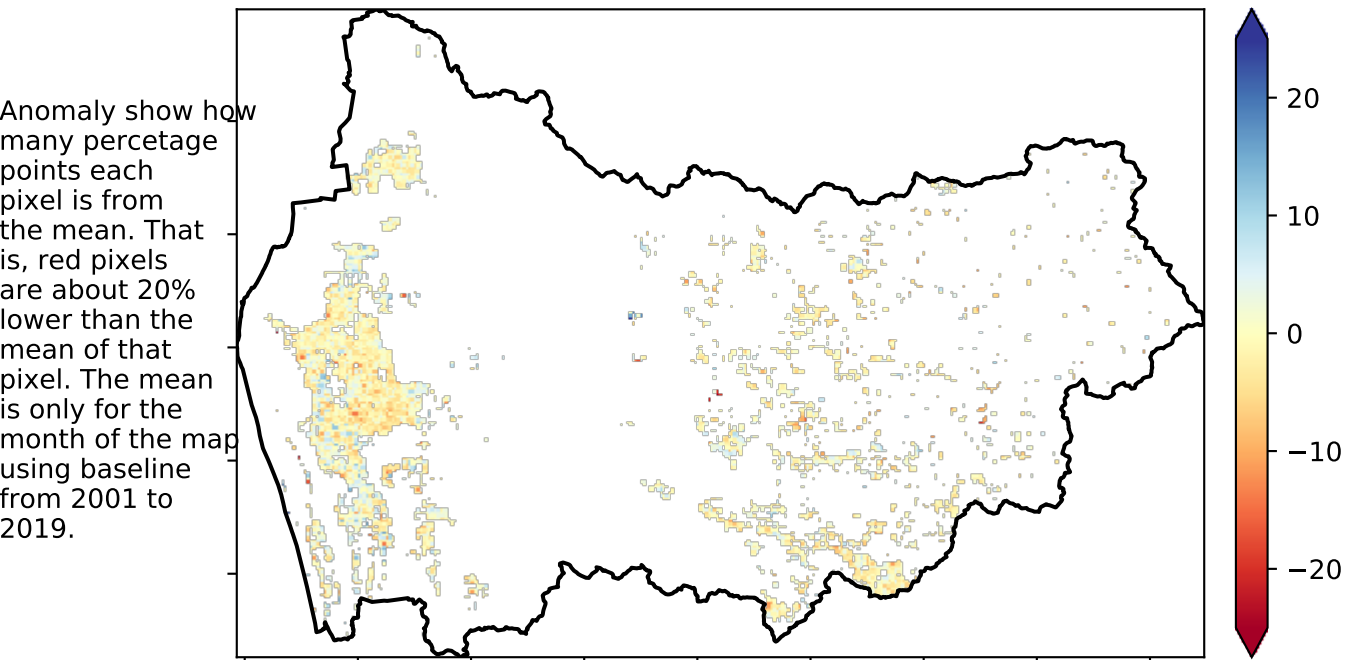 Anomaly show how
many percetage
points each
pixel is from
the mean. That
is, red pixels
are about 20%
lower than the
mean of that
pixel. The mean
is only for the
month of the map
using baseline
from 2001 to
2019.
20
10
0
−10
−20